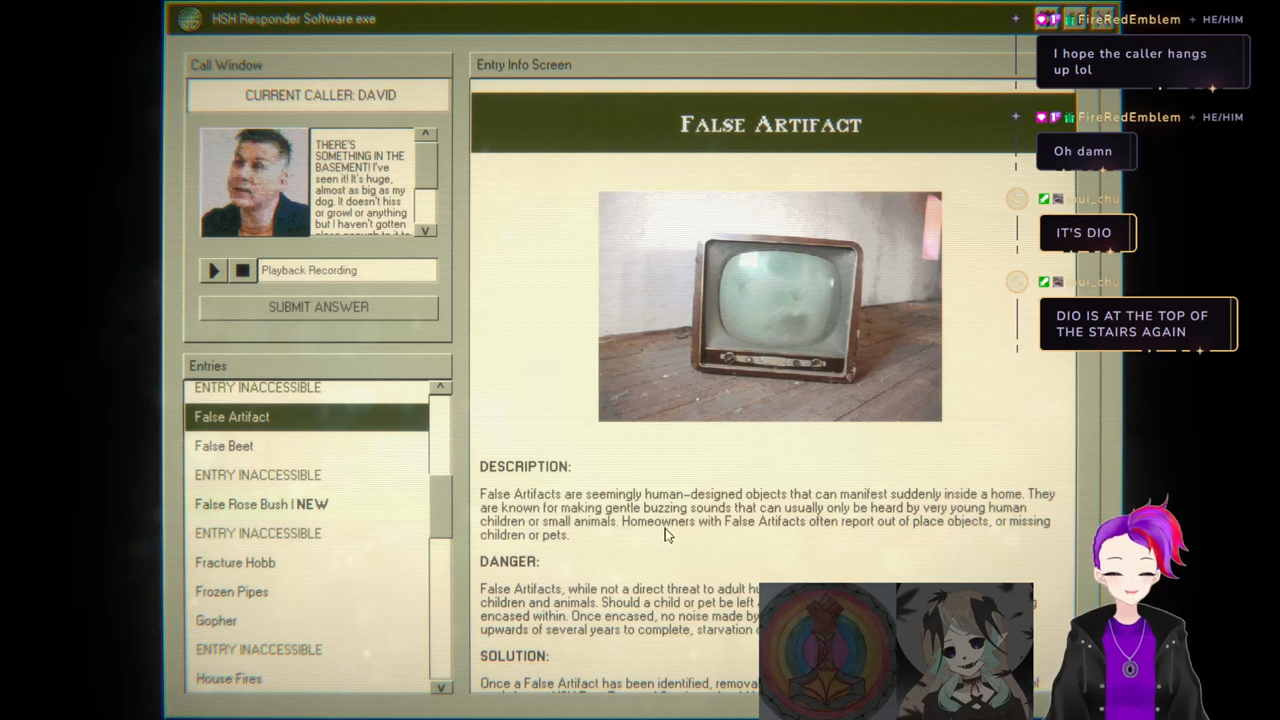 HSH Responder Software.exe
Call Window
CURRENT CALLER: DAVID
THERE'S
SOMETHING IN THE
BASEMENT! I've
seen it! It's huge,
almost as big as my
dog. It doesn't hiss
or growl or anything
but I haven't gotten
Playback Recording
SUBMIT ANSWER
Entries
ENTRY INACCESSIBLE
False Artifact
False Beet
ENTRY INACCESSIBLE
False Rose Bush | NEW
ENTRY INACCESSIBLE
Fracture Hobb
Frozen Pipes
Gopher
ENTRY INACCESSIBLE
House Fires
Entry Info Screen
FALSE ARTIFACT
DESCRIPTION:
False Artifacts are seemingly human-designed objects that can manifest suddenly inside a home. They
are known for making gentle buzzing sounds that can usually only be heard by very young human
children or small animals. Homeowners with False Artifacts often report out of place objects, or missing
children or pets.
DANGER:
False Artifacts, while not a direct threat to adult
children and animals. Should a child or pet be left
encased within. Once encased, no noise made by
upwards of several years to complete, starvation
SOLUTION:
Once a False Artifact has been identified, of
FireRedEmblem HE/HIM
I hope the caller hangs
up lol
FireRedEmblem HE/HIM
Oh damn
IT'S DIO
DIO IS AT THE TOP OF
THE STAIRS AGAIN